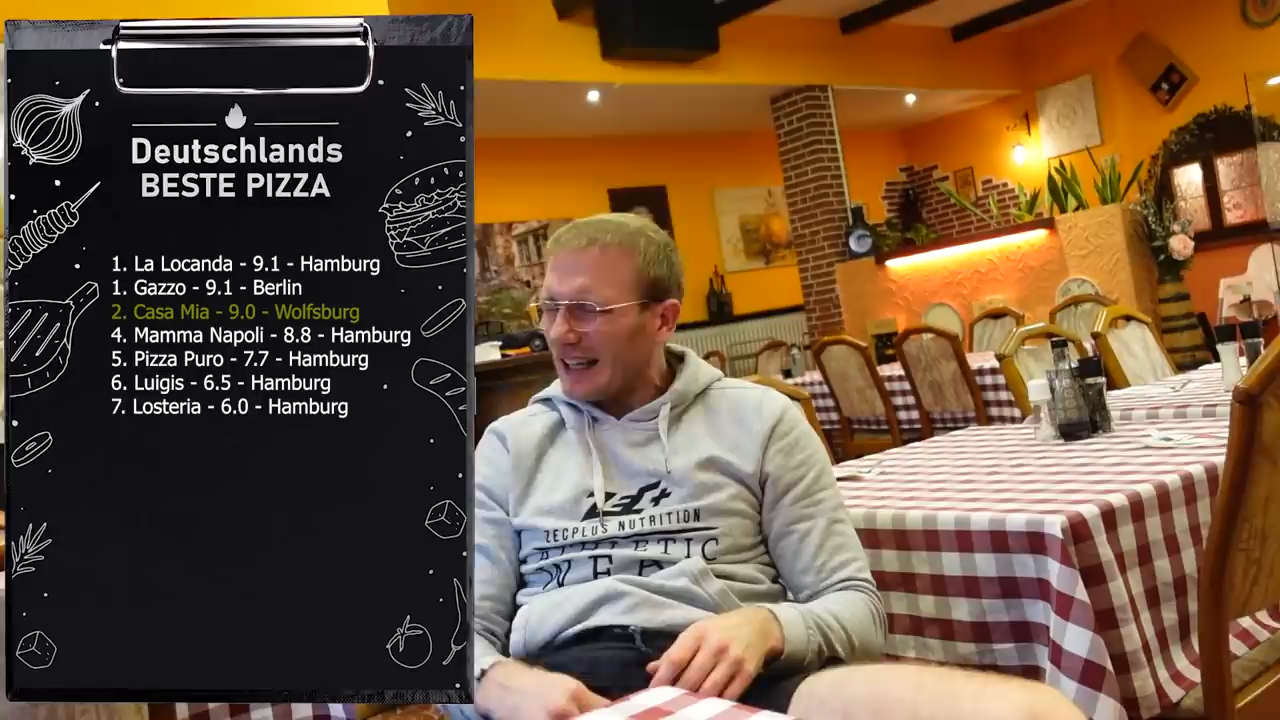 Deutschlands
BESTE PIZZA
1. La Locanda - 9.1 - Hamburg
1. Gazzo - 9.1 - Berlin
2. Casa Mia - 9.0 - Wolfsburg
4. Mamma Napoli - 8.8 - Hamburg
5. Pizza Puro - 7.7 - Hamburg
6. Luigis - 6.5 - Hamburg
7. Losteria - 6.0 - Hamburg
ZEC+
ZECPLUS NUTRITION
ATHLETIC
WEAR